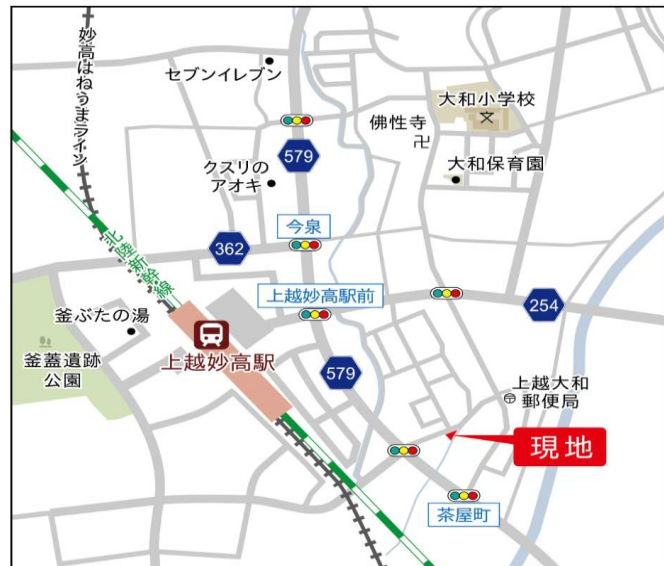 妙高はねうまライン
セブンイレブン
大和小学校
佛性寺
579
大和保育園
クスリの
アオキ
今泉
362
北陸新幹線
上越妙高駅前
254
釜ぶたの湯
上越妙高駅
釜蓋遺跡
公園
579
上越大和
郵便局
現地
茶屋町